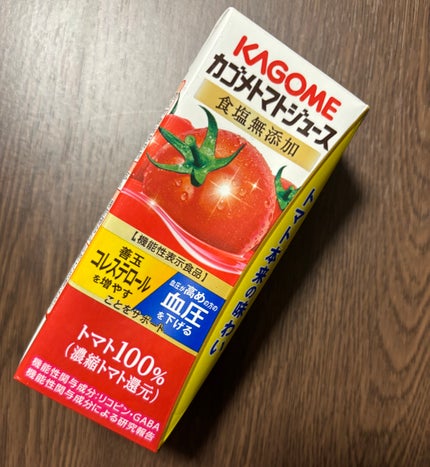 KAGOME
カゴメトマトジュース
食塩無添加
【機能性表示食品】
善玉
コレステロール
を増やす
ことをサポート
血圧が高めの方の
血圧
を下げる
トマト100%
(濃縮トマト還元)
機能性関与成分:リコピン・GABA
機能性関与成分による研究報告
トマト本来の味わい